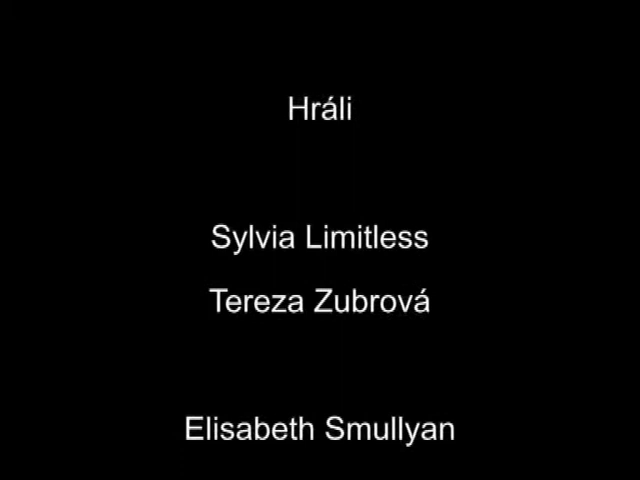 Hráli
Sylvia Limitless
Tereza Zubrová
Elisabeth Smullyan